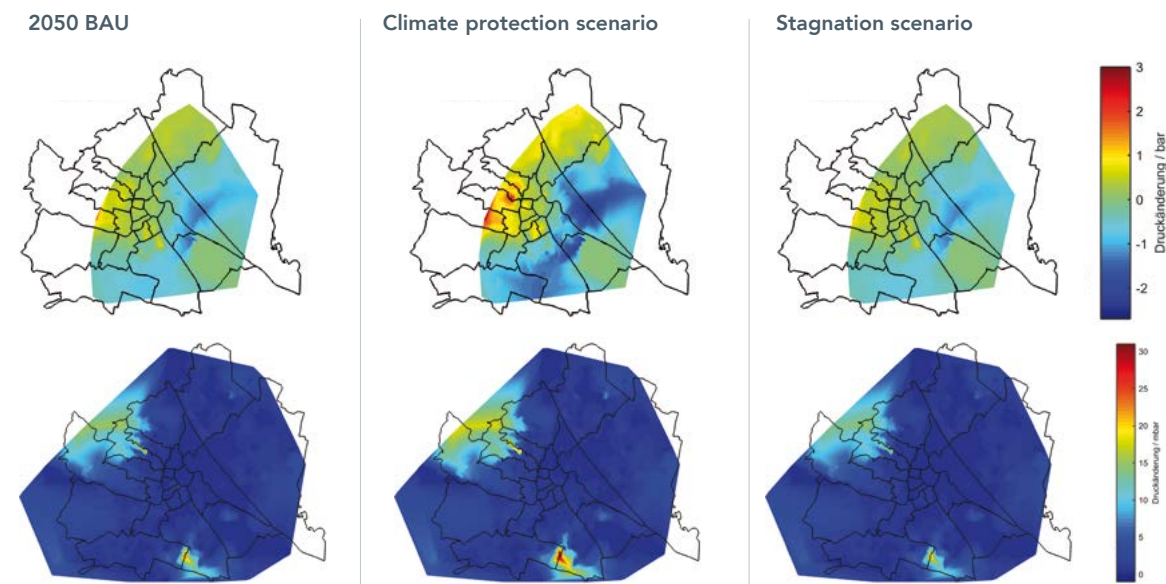 2050 BAU
Climate protection scenario
Stagnation scenario
3
2
1
0
-1
-2
Druckänderung / bar
30
25
20
15
10
5
0
Druckänderung / mbar